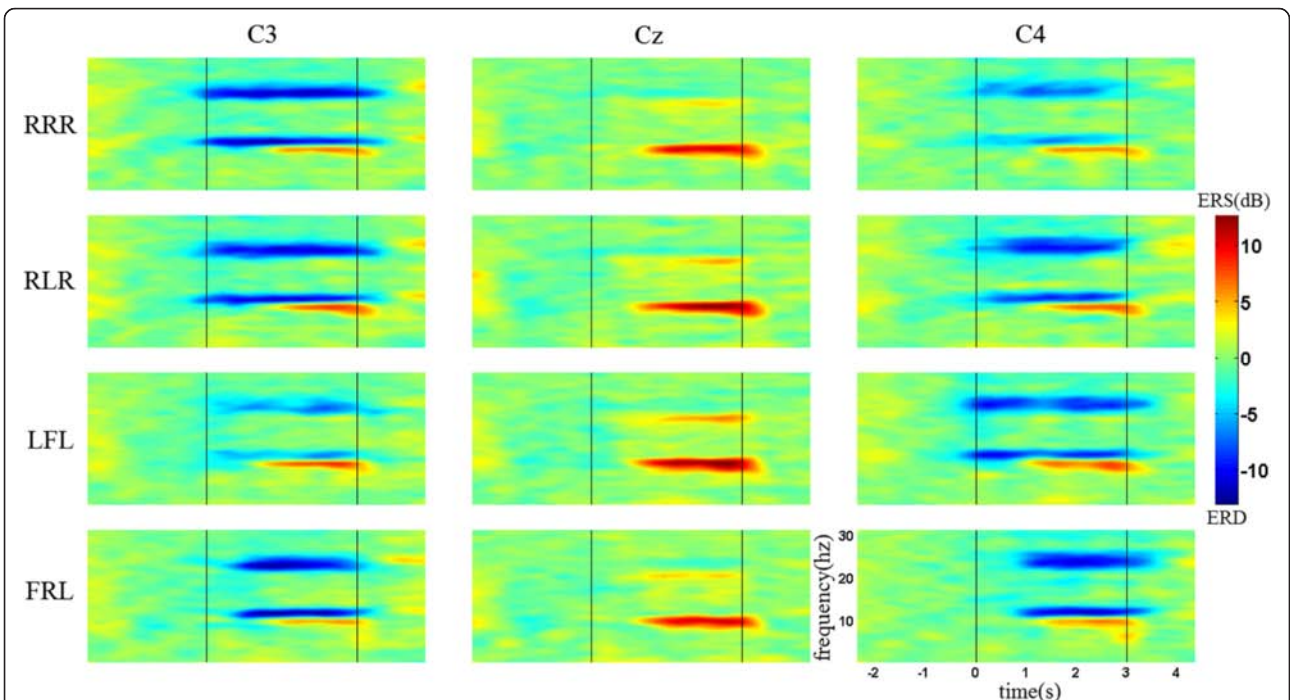 C3 Cz C4
RRR
RLR
LFL
FRL
ERS(dB)
10
5
0
-5
-10
ERD
frequency(hz)
30
20
10
-2 -1 0 1 2 3 4
time(s)